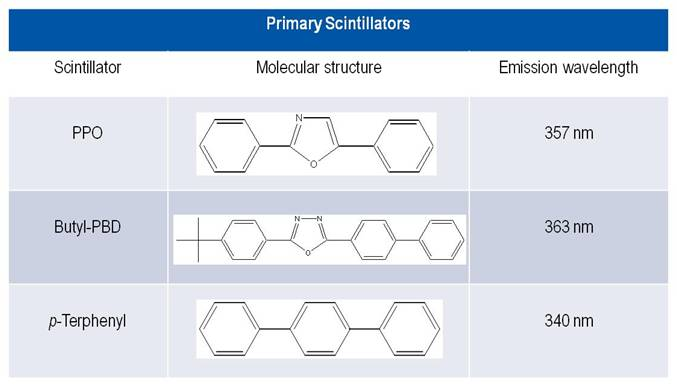 Primary Scintillators
Scintillator Molecular structure Emission wavelength
PPO N O 357 nm
Butyl-PBD N N O 363 nm
p-Terphenyl 340 nm